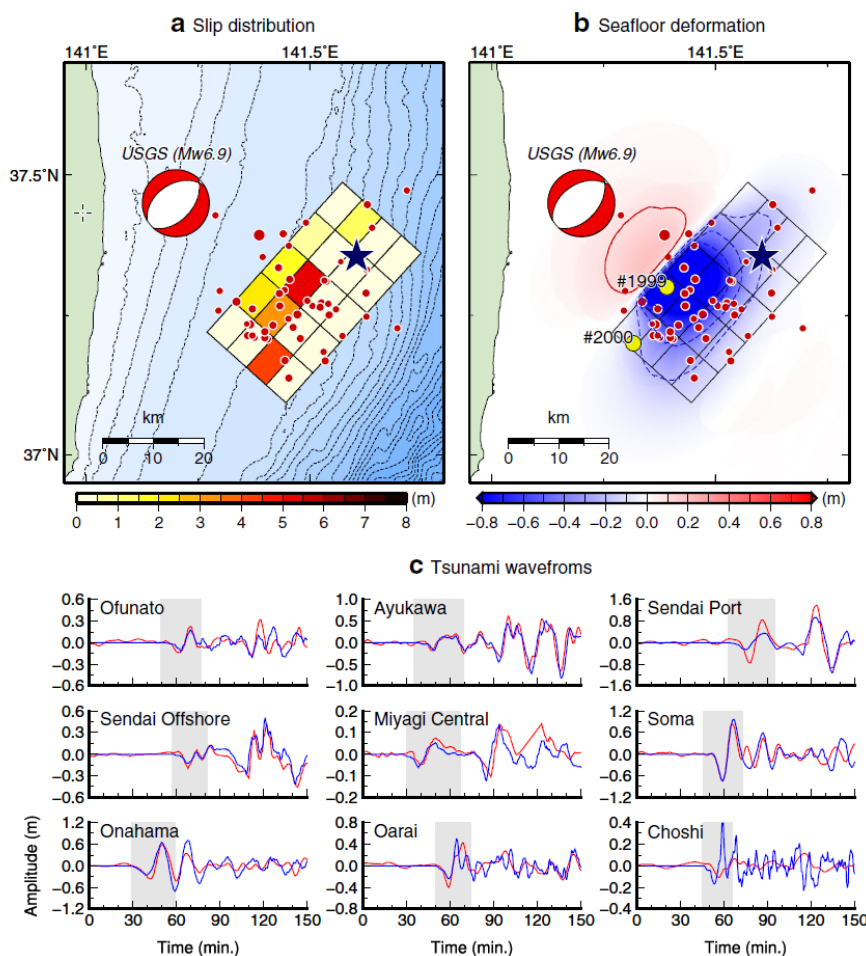 a Slip distribution
b Seafloor deformation
141°E 141.5°E
141°E 141.5°E
37.5°N
37°N
USGS (Mw6.9)
USGS (Mw6.9)
#1999
#2000
km
0 10 20
km
0 10 20
0 1 2 3 4 5 6 7 8 (m)
−0.8 −0.6 −0.4 −0.2 0.0 0.2 0.4 0.6 0.8 (m)
c Tsunami wavefroms
Ofunato
0.6
0.3
0.0
−0.3
−0.6
Ayukawa
1.0
0.5
0.0
−0.5
−1.0
Sendai Port
1.6
0.8
0.0
−0.8
−1.6
Sendai Offshore
0.6
0.3
0.0
−0.3
−0.6
Miyagi Central
0.2
0.1
0.0
−0.1
−0.2
Soma
1.2
0.6
0.0
−0.6
−1.2
Onahama
1.2
0.6
0.0
−0.6
−1.2
Oarai
0.8
0.4
0.0
−0.4
−0.8
Choshi
0.4
0.2
0.0
−0.2
−0.4
Amplitude (m)
0 30 60 90 120 150
0 30 60 90 120 150
0 30 60 90 120 150
Time (min.)
Time (min.)
Time (min.)